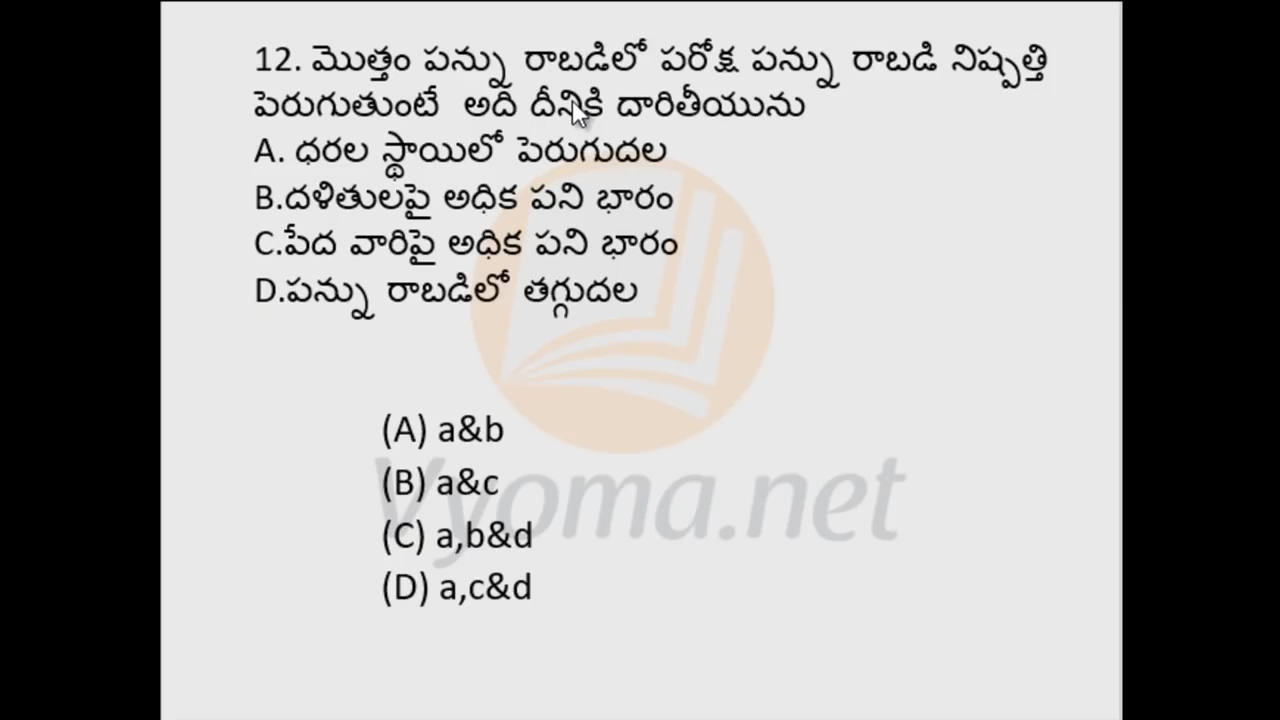 12. మొత్తం పన్ను రాబడిలో పరోక్ష పన్ను రాబడి నిష్పత్తి
పెరుగుతుంటే అది దీనికి దారితీయును
A. ధరల స్థాయిలో పెరుగుదల
B.దళితులపై అధిక పని భారం
C.పేద వారిపై అధిక పని భారం
D.పన్ను రాబడిలో తగ్గుదల
(A) a&b
(B) a&c
(C) a,b&d
(D) a,c&d
Vyoma.net